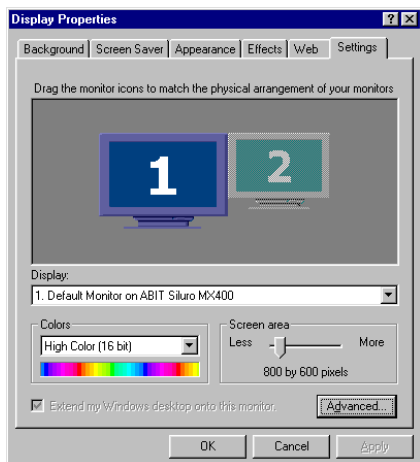 Display Properties
Background Screen Saver Appearance Effects Web Settings
Drag the monitor icons to match the physical arrangement of your monitors
1 2
Display:
1. Default Monitor on ABIT Siluro MX400
Colors
High Color (16 bit)
Screen area
Less More
800 by 600 pixels
Extend my Windows desktop onto this monitor.
Advanced...
OK Cancel Apply